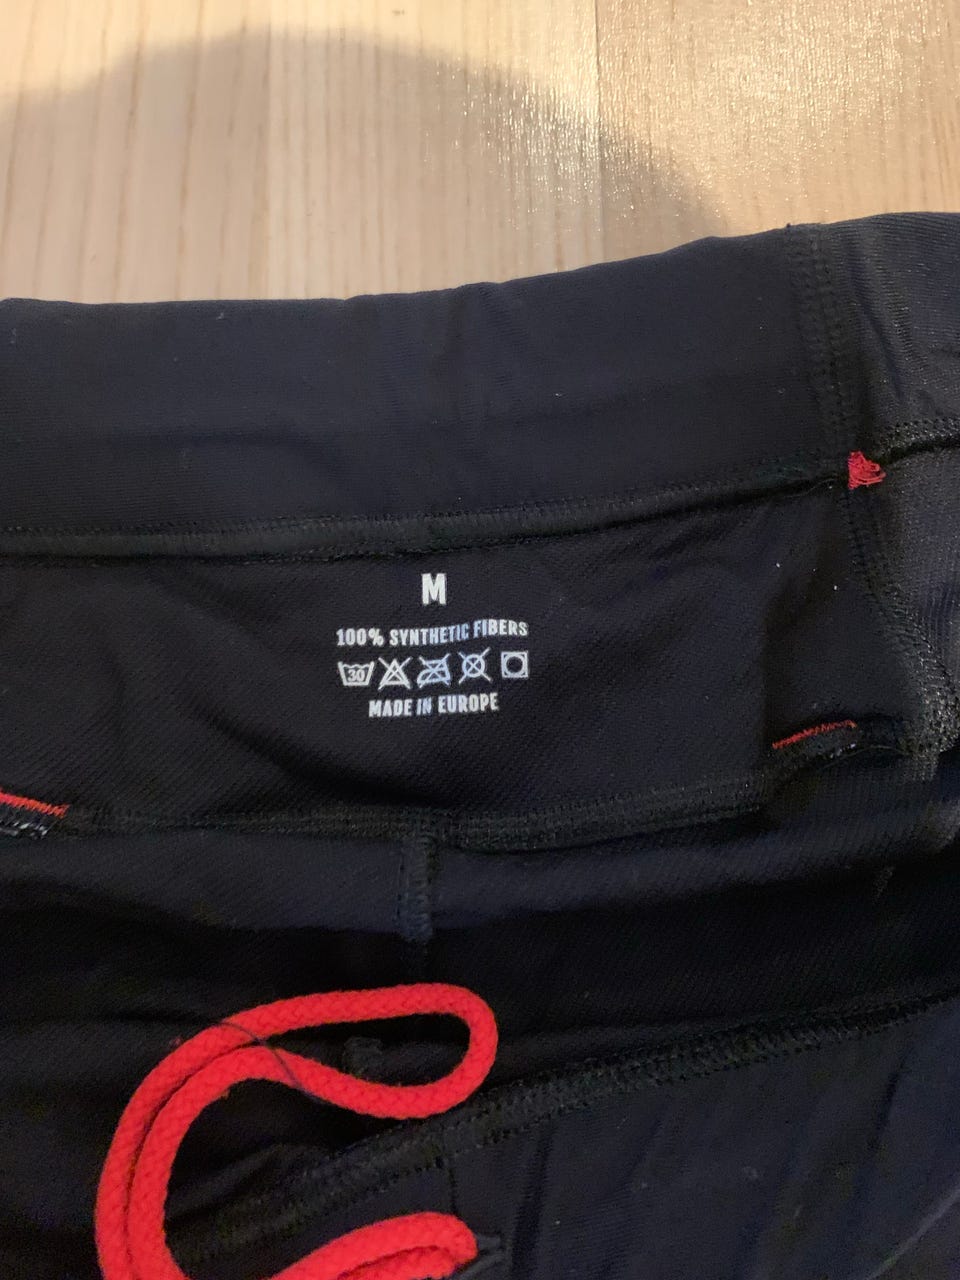 M
100% SYNTHETIC FIBERS
30
MADE IN EUROPE